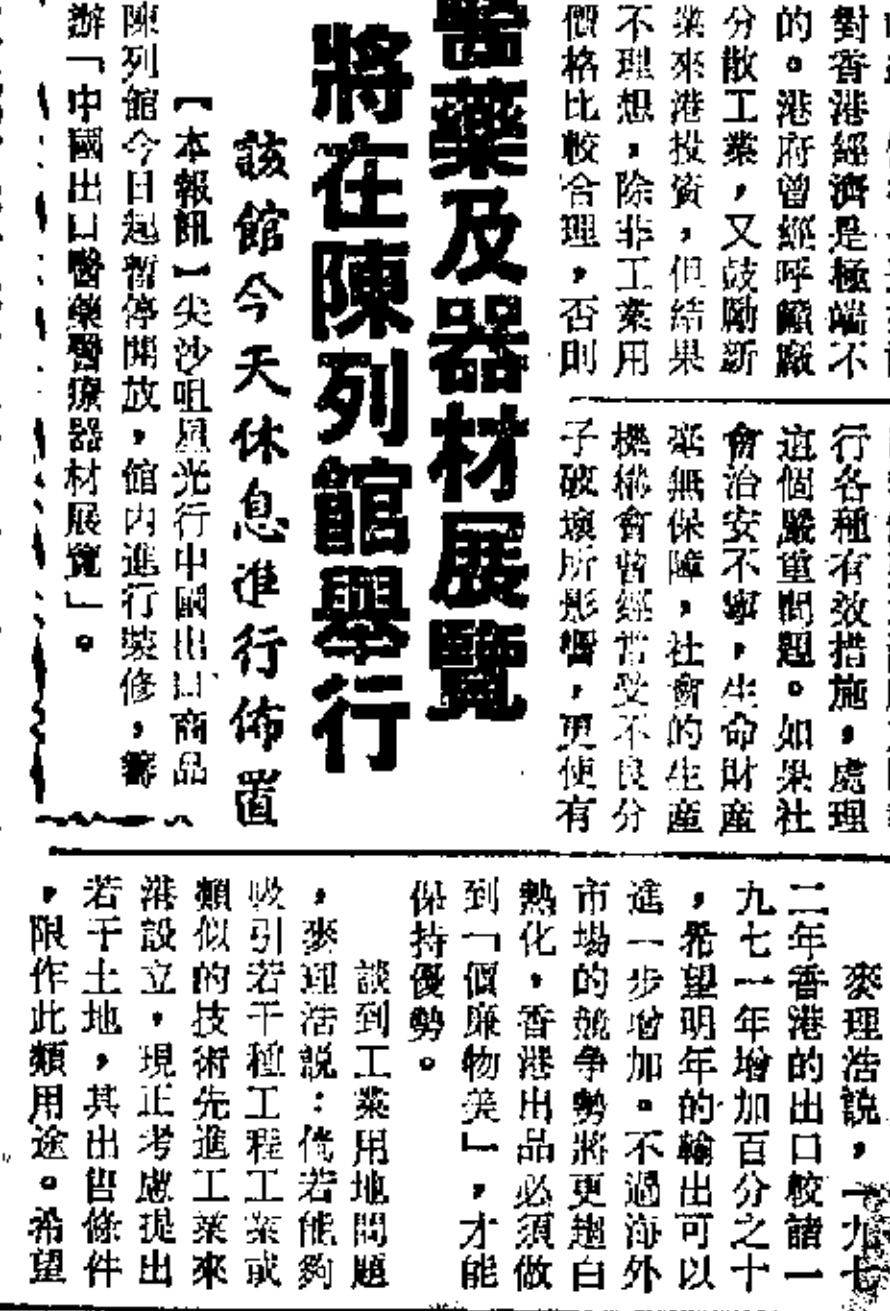 對香港經濟是極端不
的。港府曾經呼籲廠
分散工業,又鼓勵新
業來港投資,但結果
不理想,除非工業用
價格比較合理,否則
行各種有效措施,處理
這個嚴重問題。如果社
會治安不寧,生命財產
毫無保障,社會的生產
機構會曾經常受不良分
子破壞所影響,更使有
醫藥及器材展覽
將在陳列館舉行
該館今天休息進行佈置
【本報訊】尖沙咀星光行中國出口商品
陳列館今日起暫停開放,館內進行裝修,籌
辦「中國出口醫藥醫療器材展覽」。
麥理浩說,一九七
二年香港的出口較諸一
九七一年增加百分之十
,希望明年的輸出可以
進一步增加。不過海外
市場的競爭勢將更趨白
熱化,香港出品必須做
到「價廉物美」,才能
保持優勢。
談到工業用地問題
,麥理浩說:倘若能夠
吸引若干種工程工業或
類似的技術先進工業來
港設立,現正考慮提出
若干土地,其出售條件
,限作此類用途。希望